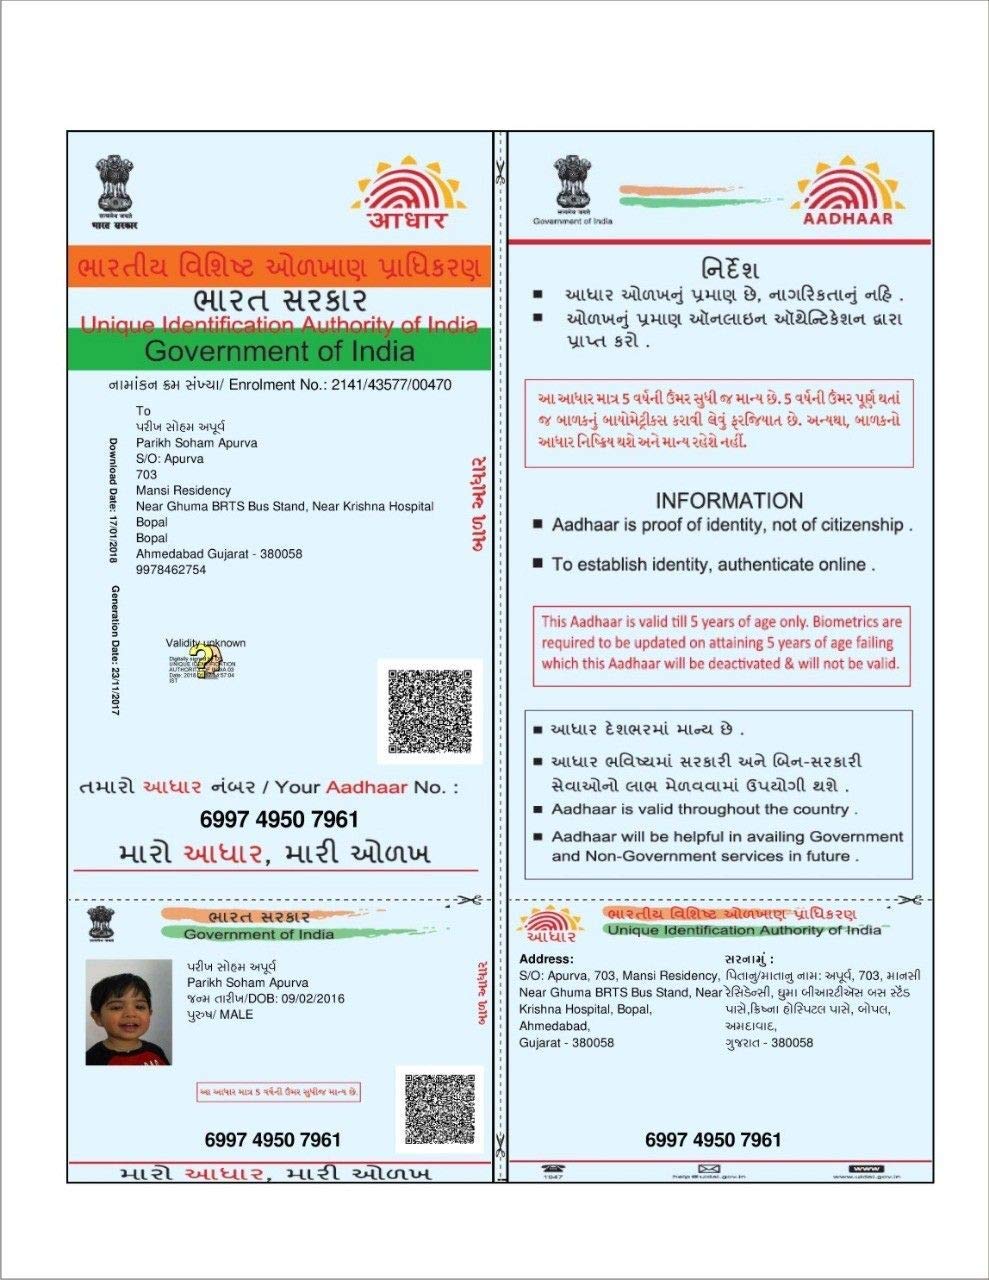 सत्यमेव जयते
भारत सरकार
આધાર
ભારતીય વિશિષ્ટ ઓળખાણ પ્રાધિકરણ
ભારત સરકાર
Unique Identification Authority of India
Government of India
નામાંકન ક્રમ સંખ્યા/ Enrolment No.: 2141/43577/00470
To
પરીખ સોહમ અપૂર્વ
Parikh Soham Apurva
S/O: Apurva
703
Mansi Residency
Near Ghuma BRTS Bus Stand, Near Krishna Hospital
Bopal
Bopal
Ahmedabad Gujarat - 380058
9978462754
Download Date: 17/01/2018
Generation Date: 23/11/2017
મારો આધાર
Validity unknown
Digitally signed by
UNIQUE IDENTIFICATION
AUTHORITY OF INDIA 03
Date: 2018
IST
તમારો આધાર નંબર / Your Aadhaar No. :
6997 4950 7961
મારો આધાર, મારી ઓળખ
सत्यमेव जयते
Government of India
AADHAAR
નિર્દેશ
■ આધાર ઓળખનું પ્રમાણ છે, નાગરિકતાનું નહિ .
■ ઓળખનું પ્રમાણ ઑનલાઇન ઑથેન્ટિકેશન દ્વારા
પ્રાપ્ત કરો .
આ આધાર માત્ર 5 વર્ષની ઉંમર સુધી જ માન્ય છે. 5 વર્ષની ઉંમર પૂર્ણ થતાં
જ બાળકનું બાયોમેટ્રીકસ કરાવી લેવું ફરજિયાત છે. અન્યથા, બાળકનો
આધાર નિષ્ક્રિય થશે અને માન્ય રહેશે નહીં.
INFORMATION
■ Aadhaar is proof of identity, not of citizenship .
■ To establish identity, authenticate online .
This Aadhaar is valid till 5 years of age only. Biometrics are
required to be updated on attaining 5 years of age failing
which this Aadhaar will be deactivated & will not be valid.
■ આધાર દેશભરમાં માન્ય છે .
■ આધાર ભવિષ્યમાં સરકારી અને બિન-સરકારી
સેવાઓનો લાભ મેળવવામાં ઉપયોગી થશે .
■ Aadhaar is valid throughout the country .
■ Aadhaar will be helpful in availing Government
and Non-Government services in future .
ભારત સરકાર
Government of India
પરીખ સોહમ અપૂર્વ
Parikh Soham Apurva
જન્મ તારીખ/DOB: 09/02/2016
પુરુષ/ MALE
મારો આધાર
આ આધાર માત્ર 5 વર્ષની ઉંમર સુધીજ માન્ય છે.
6997 4950 7961
મારો આધાર, મારી ઓળખ
આધાર
ભારતીય વિશિષ્ટ ઓળખાણ પ્રાધિકરણ
Unique Identification Authority of India
Address:
S/O: Apurva, 703, Mansi Residency,
Near Ghuma BRTS Bus Stand, Near
Krishna Hospital, Bopal,
Ahmedabad,
Gujarat - 380058
સરનામું :
પિતાનું/માતાનુ નામ: અપૂર્વ, 703, માનસી
રેસિડેન્સી, ઘુમા બીઆરટીએસ બસ સ્ટેંડ
પાસે,ક્રિષ્ના હોસ્પિટલ પાસે, બોપલ,
અમદાવાદ,
ગુજરાત - 380058
6997 4950 7961
1947
help@uidai.gov.in
www
www.uidai.gov.in